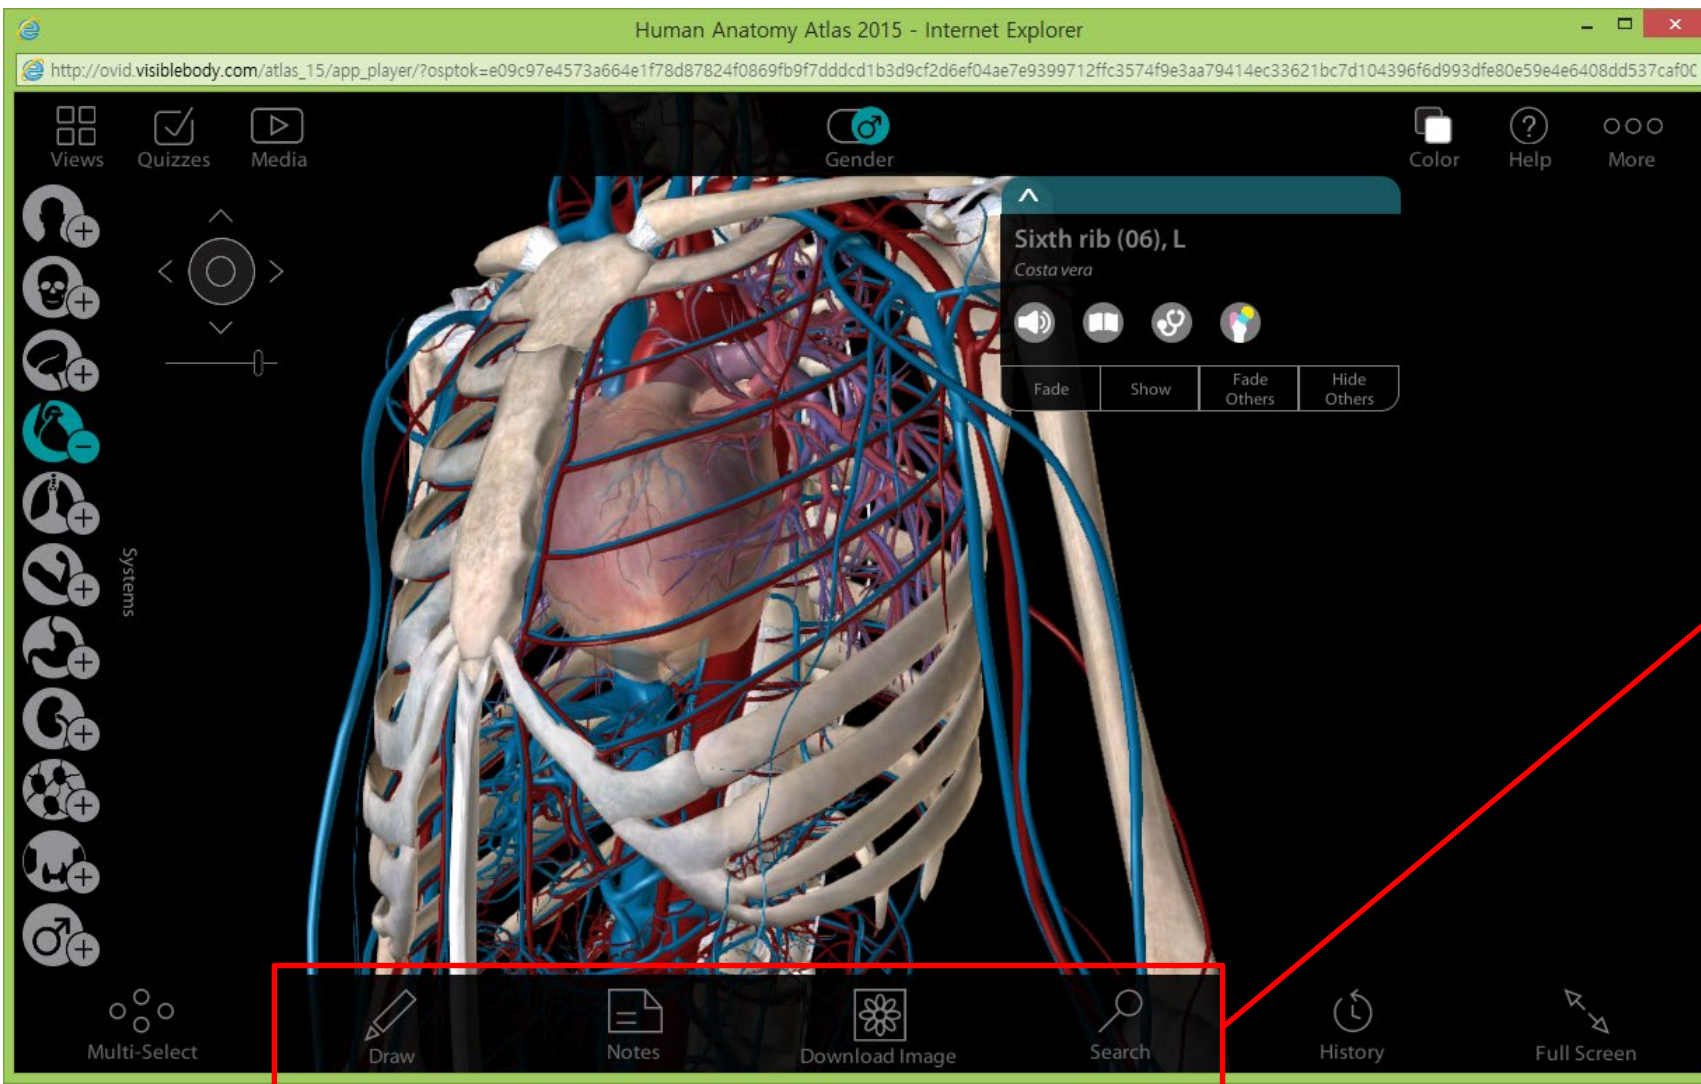 Human Anatomy Atlas 2015 - Internet Explorer
http://ovid.visiblebody.com/atlas_15/app_player/?osptok=e09c97e4573a664e1f78d87824f0869fb9f7dddcd1b3d9cf2d6ef04ae7e9399712ffc3574f9e3aa79414ec33621bc7d104396f6d993dfe80e59e4e6408dd537caf0C
Views
Quizzes
Media
Gender
Color
Help
More
Sixth rib (06), L
Costa vera
Fade
Show
Fade Others
Hide Others
Systems
Multi-Select
Draw
Notes
Download Image
Search
History
Full Screen